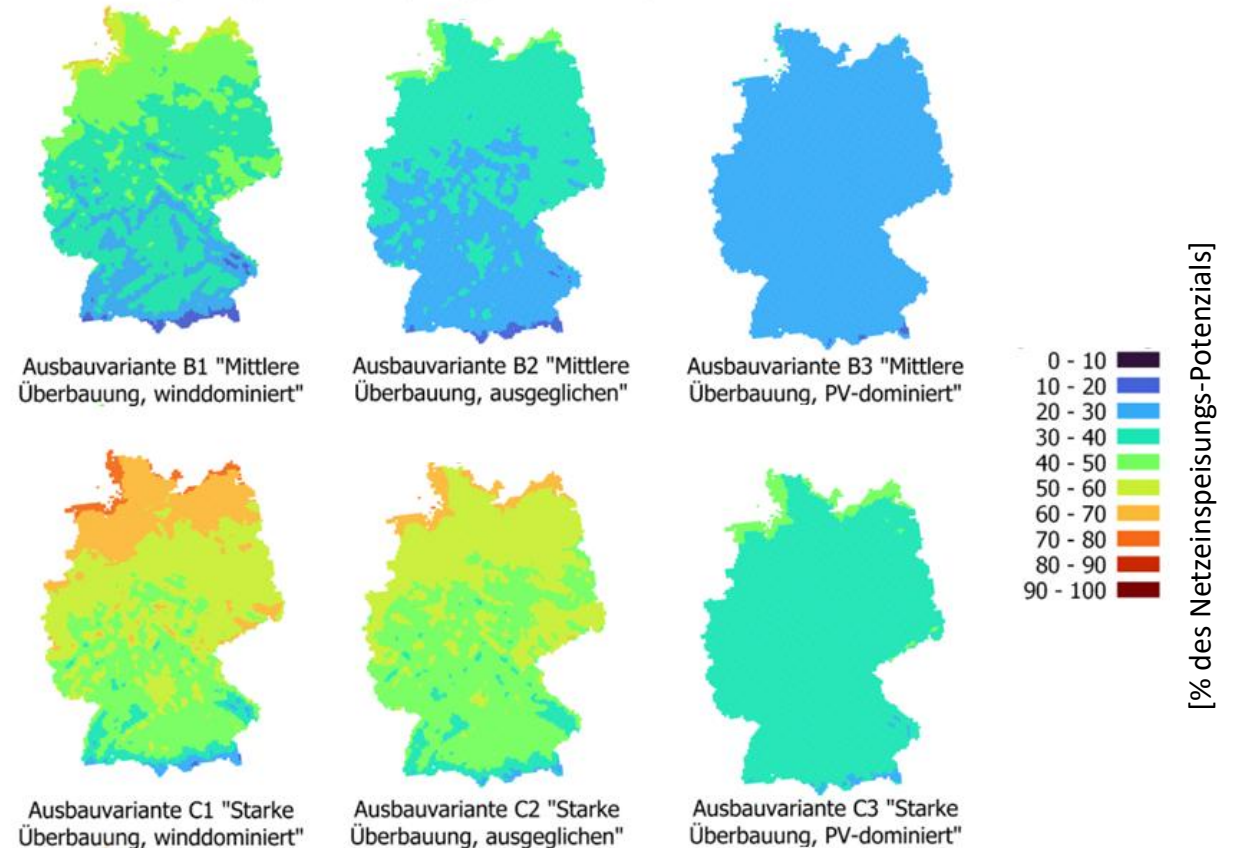 Ausbauvariante B1 "Mittlere
Überbauung, winddominiert"
Ausbauvariante B2 "Mittlere
Überbauung, ausgeglichen"
Ausbauvariante B3 "Mittlere
Überbauung, PV-dominiert"
0 - 10
10 - 20
20 - 30
30 - 40
40 - 50
50 - 60
60 - 70
70 - 80
80 - 90
90 - 100
[% des Netzeinspeisungs-Potenzials]
Ausbauvariante C1 "Starke
Überbauung, winddominiert"
Ausbauvariante C2 "Starke
Überbauung, ausgeglichen"
Ausbauvariante C3 "Starke
Überbauung, PV-dominiert"